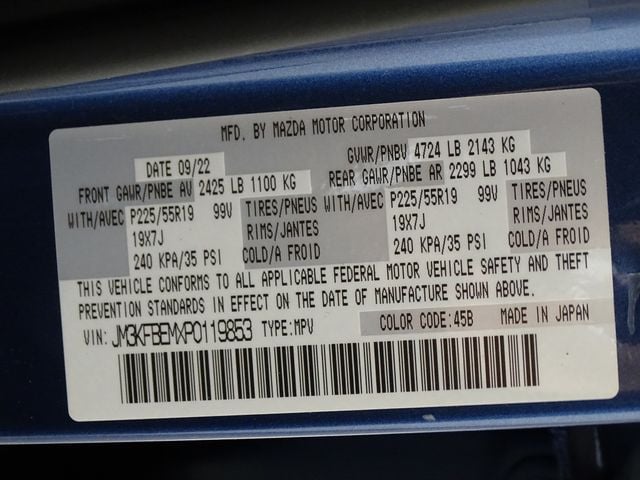 MFD. BY MAZDA MOTOR CORPORATION
DATE 09/22 GVWR/PNBV 4724 LB 2143 KG
FRONT GAWR/PNBE AV 2425 LB 1100 KG REAR GAWR/PNBE AR 2299 LB 1043 KG
WITH/AVEC P225/55R19 99V TIRES/PNEUS WITH/AVEC P225/55R19 99V TIRES/PNEUS
19X7J RIMS/JANTES 19X7J RIMS/JANTES
240 KPA/35 PSI COLD/A FROID 240 KPA/35 PSI COLD/A FROID
THIS VEHICLE CONFORMS TO ALL APPLICABLE FEDERAL MOTOR VEHICLE SAFETY AND THEFT
PREVENTION STANDARDS IN EFFECT ON THE DATE OF MANUFACTURE SHOWN ABOVE.
VIN: JM3KFBEMXP0119853 TYPE:MPV COLOR CODE:45B MADE IN JAPAN